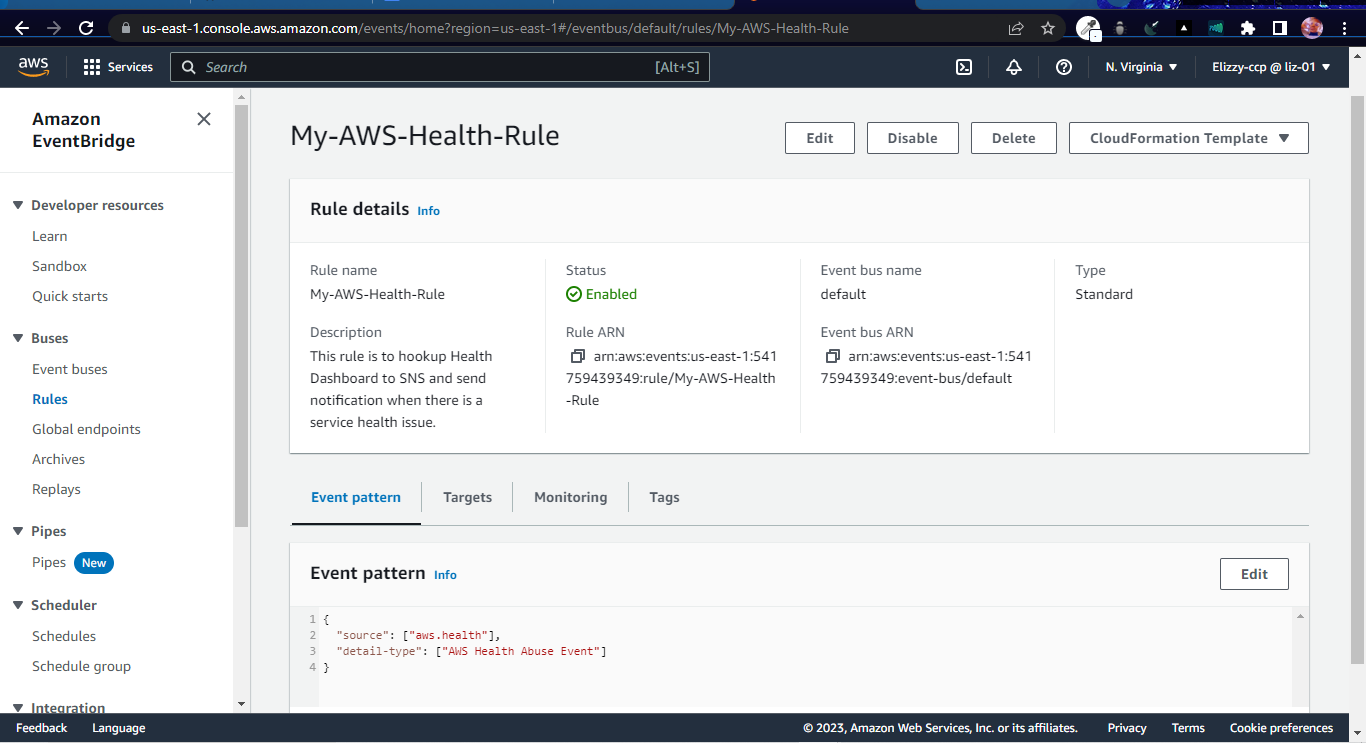 us-east-1.console.aws.amazon.com/events/home?region=us-east-1#/eventbus/default/rules/My-AWS-Health-Rule
aws
Services
Search
[Alt+S]
N. Virginia
Elizzy-ccp @ liz-01
Amazon
EventBridge
Developer resources
Learn
Sandbox
Quick starts
Buses
Event buses
Rules
Global endpoints
Archives
Replays
Pipes
Pipes New
Scheduler
Schedules
Schedule group
Integration
My-AWS-Health-Rule
Edit
Disable
Delete
CloudFormation Template
Rule details Info
Rule name
My-AWS-Health-Rule
Description
This rule is to hookup Health
Dashboard to SNS and send
notification when there is a
service health issue.
Status
Enabled
Rule ARN
arn:aws:events:us-east-1:541
759439349:rule/My-AWS-Health
-Rule
Event bus name
default
Event bus ARN
arn:aws:events:us-east-1:541
759439349:event-bus/default
Type
Standard
Event pattern
Targets
Monitoring
Tags
Event pattern Info
Edit
1 {
2 "source": ["aws.health"],
3 "detail-type": ["AWS Health Abuse Event"]
4 }
Feedback
Language
© 2023, Amazon Web Services, Inc. or its affiliates.
Privacy
Terms
Cookie preferences